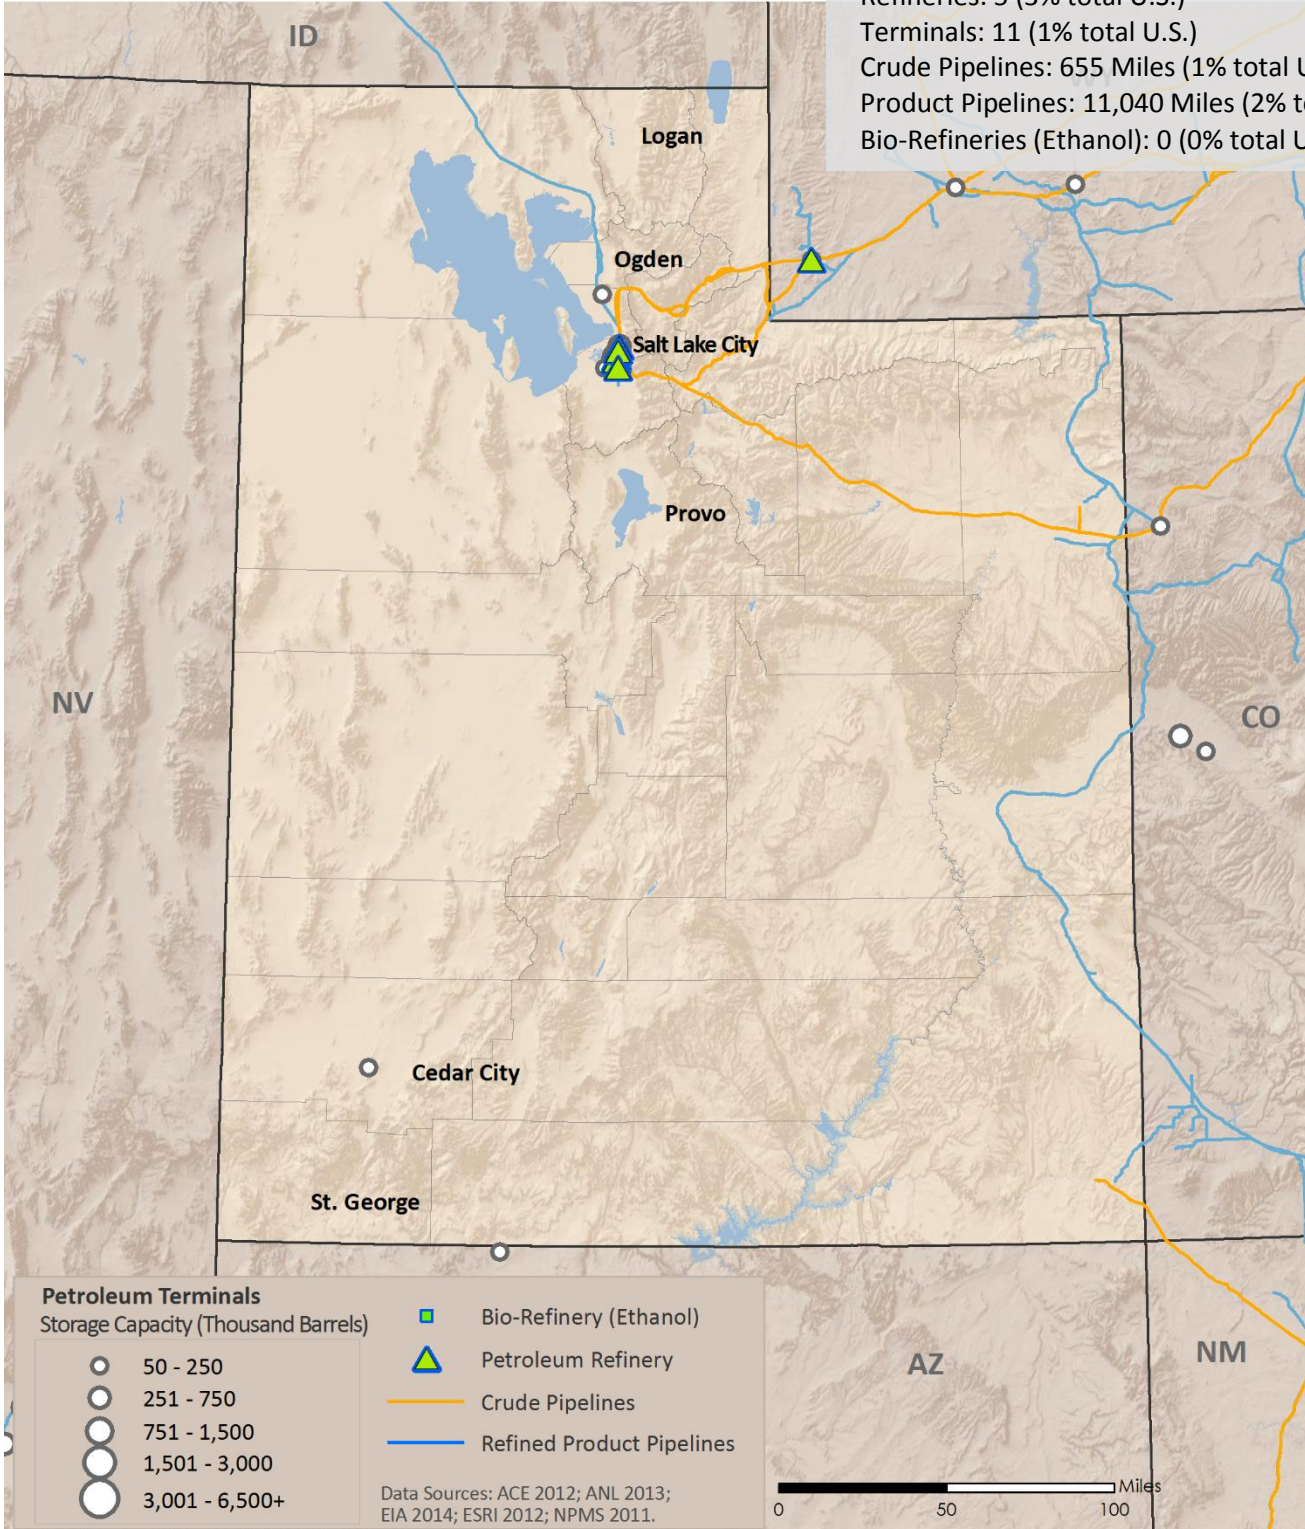 Terminals: 11 (1% total U.S.)
Crude Pipelines: 655 Miles (1% total U
Product Pipelines: 11,040 Miles (2% to
Bio-Refineries (Ethanol): 0 (0% total U
ID
Logan
Ogden
Salt Lake City
Provo
NV
CO
Cedar City
St. George
AZ
NM
Petroleum Terminals
Storage Capacity (Thousand Barrels)
50 - 250
251 - 750
751 - 1,500
1,501 - 3,000
3,001 - 6,500+
Bio-Refinery (Ethanol)
Petroleum Refinery
Crude Pipelines
Refined Product Pipelines
Data Sources: ACE 2012; ANL 2013;
EIA 2014; ESRI 2012; NPMS 2011.
Miles
0 50 100